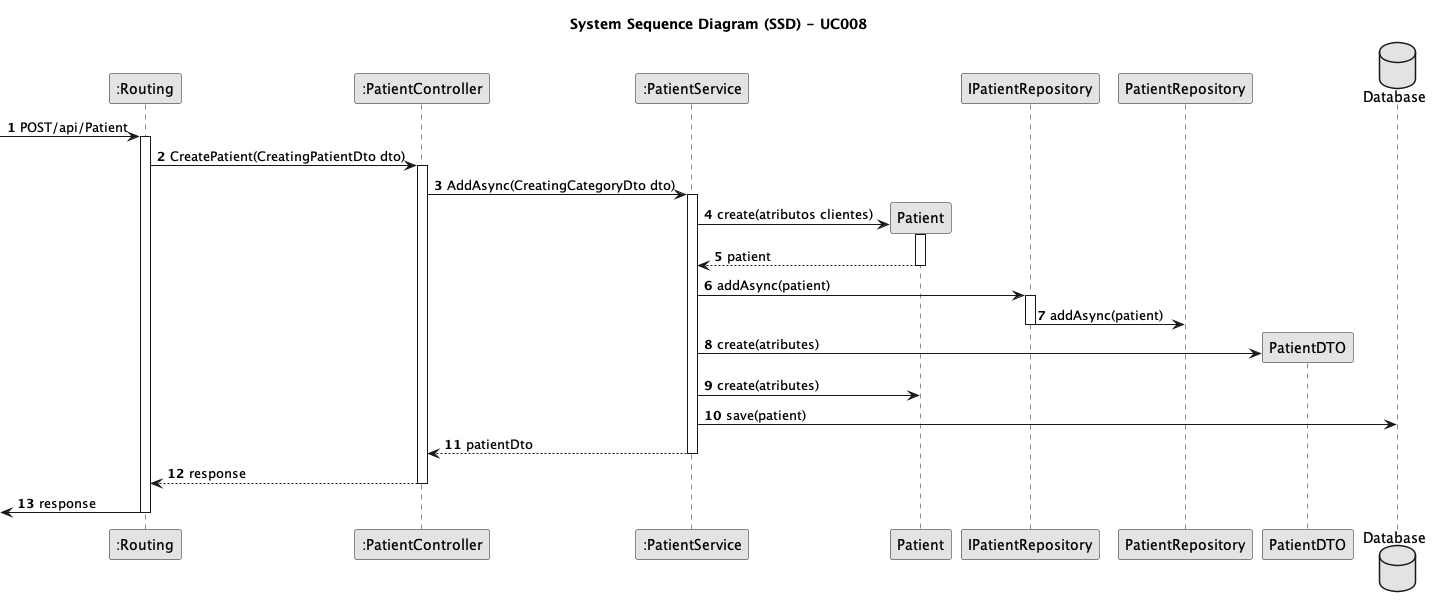 System Sequence Diagram (SSD) - UC008
Database
:Routing
:PatientController
:PatientService
IPatientRepository
PatientRepository
1 POST/api/Patient
2 CreatePatient(CreatingPatientDto dto)
3 AddAsync(CreatingCategoryDto dto)
4 create(atributos clientes)
Patient
5 patient
6 addAsync(patient)
7 addAsync(patient)
8 create(atributes)
PatientDTO
9 create(atributes)
10 save(patient)
11 patientDto
12 response
13 response
:Routing
:PatientController
:PatientService
Patient
IPatientRepository
PatientRepository
PatientDTO
Database